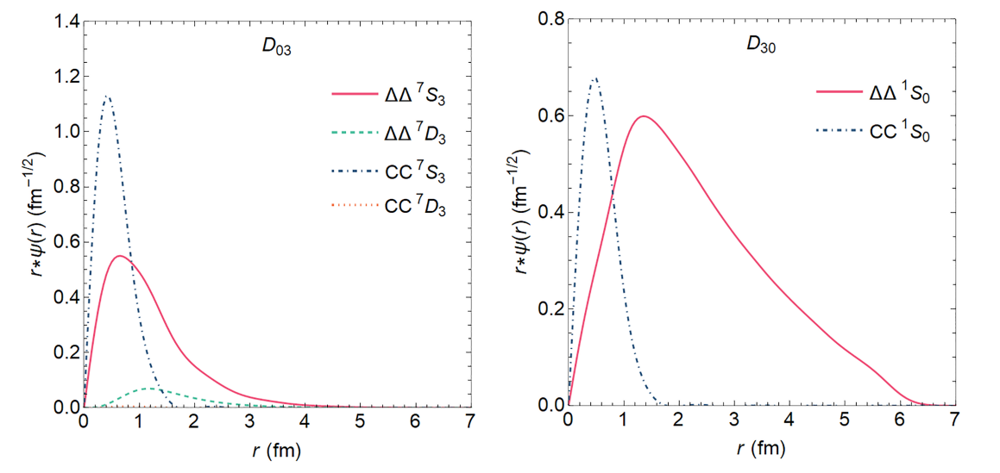 D₀₃
1.4
1.2
1.0
0.8
0.6
0.4
0.2
0.0
r*ψ(r) (fm⁻¹/²)
ΔΔ ⁷S₃
ΔΔ ⁷D₃
CC ⁷S₃
CC ⁷D₃
0 1 2 3 4 5 6 7
r (fm)
D₃₀
0.8
0.6
0.4
0.2
0.0
r*ψ(r) (fm⁻¹/²)
ΔΔ ¹S₀
CC ¹S₀
0 1 2 3 4 5 6 7
r (fm)